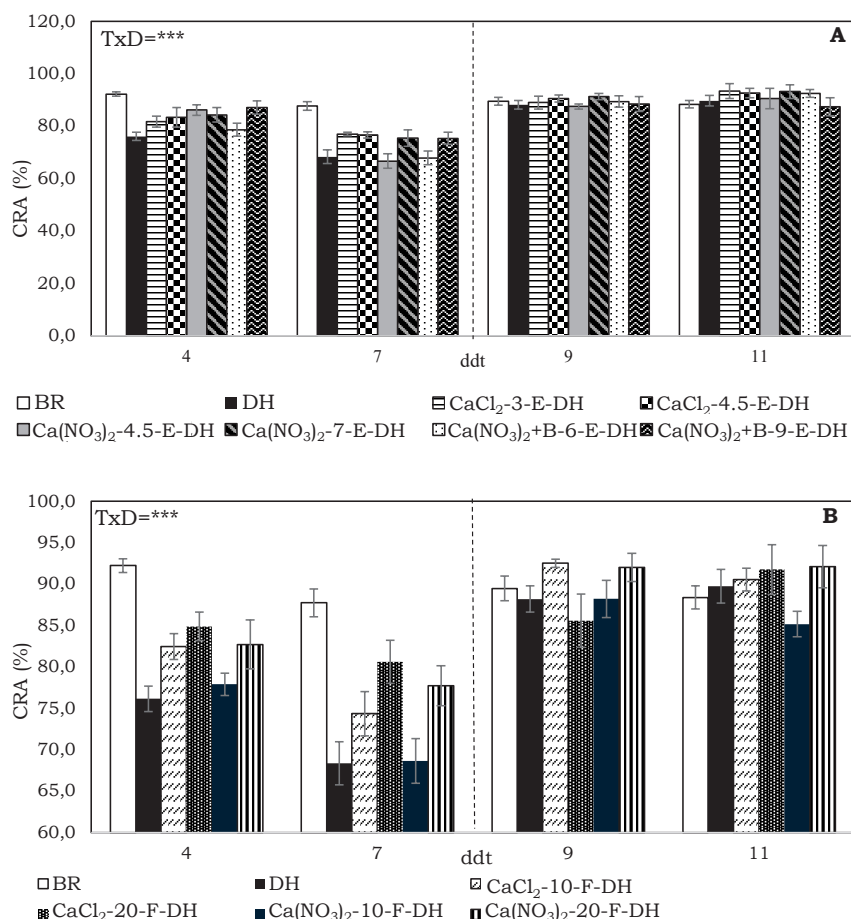 120,0
TxD=***
A
100,0
80,0
60,0
40,0
20,0
0,0
CRA (%)
4 7 ddt 9 11
BR DH CaCl₂-3-E-DH CaCl₂-4.5-E-DH
Ca(NO₃)₂-4.5-E-DH Ca(NO₃)₂-7-E-DH Ca(NO₃)₂+B-6-E-DH Ca(NO₃)₂+B-9-E-DH
100,0
TxD=***
B
95,0
90,0
85,0
80,0
75,0
70,0
65,0
60,0
CRA (%)
4 7 ddt 9 11
BR DH CaCl₂-10-F-DH
CaCl₂-20-F-DH Ca(NO₃)₂-10-F-DH Ca(NO₃)₂-20-F-DH